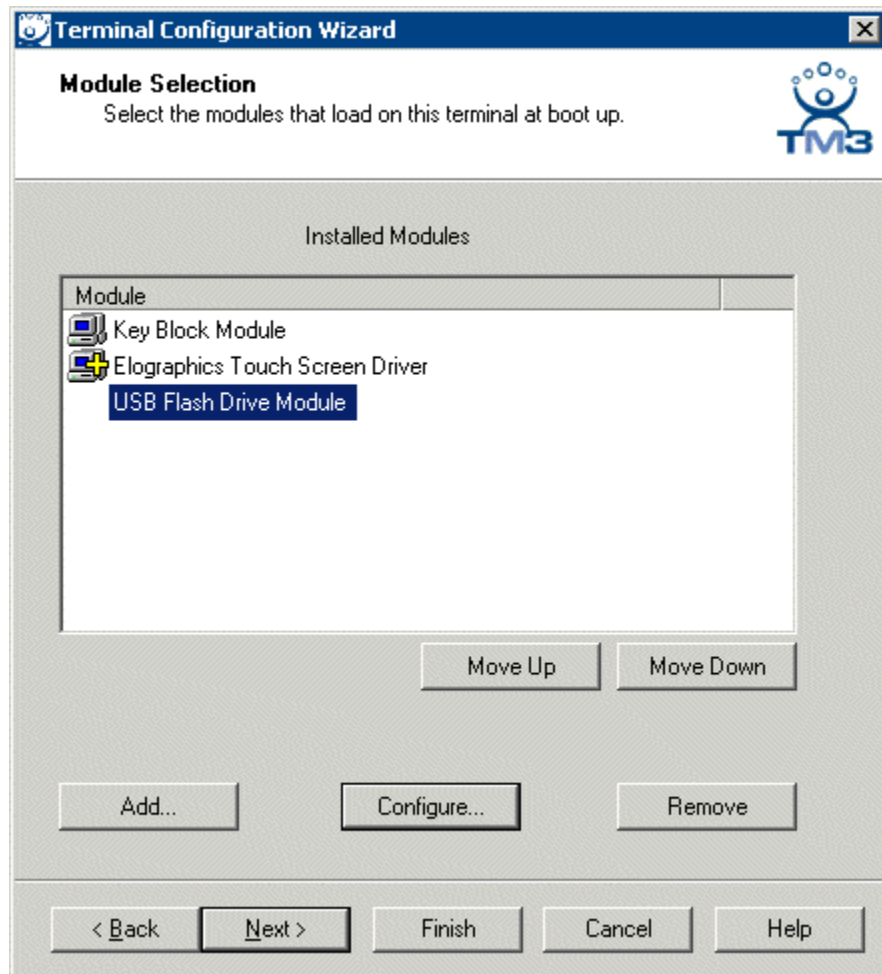 Terminal Configuration Wizard
Module Selection
Select the modules that load on this terminal at boot up.
TM3
Installed Modules
Module
Key Block Module
Elographics Touch Screen Driver
USB Flash Drive Module
Move Up Move Down
Add... Configure... Remove
< Back Next > Finish Cancel Help